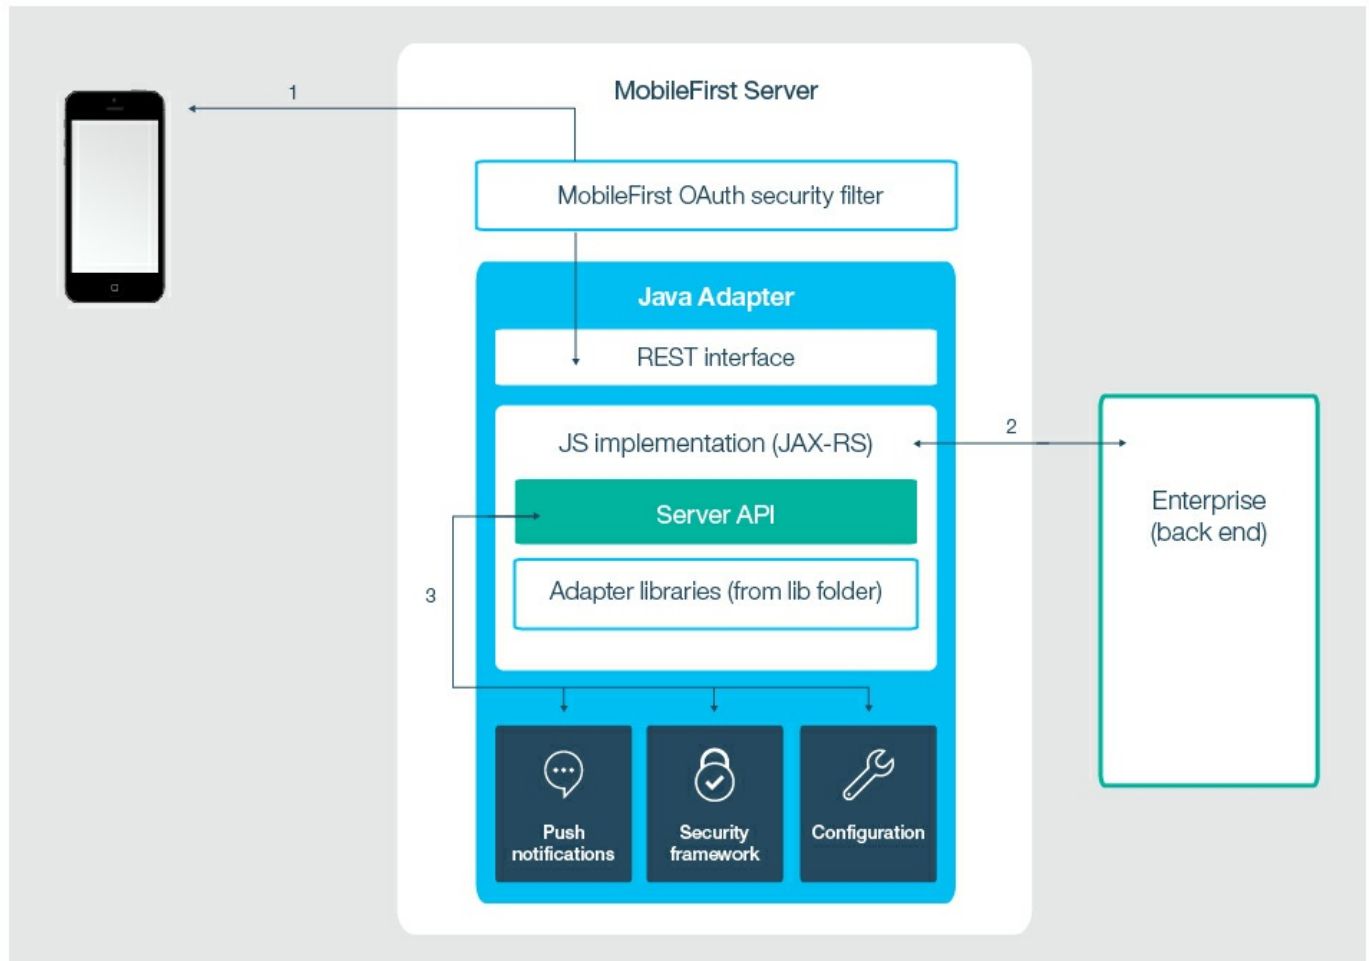 1
MobileFirst Server
MobileFirst OAuth security filter
Java Adapter
REST interface
JS implementation (JAX-RS)
2
Server API
Enterprise
(back end)
3
Adapter libraries (from lib folder)
Push
notifications
Security
framework
Configuration